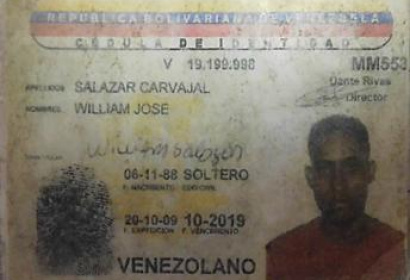 REPUBLICA BOLIVARIANA DE VENEZUELA
CEDULA DE IDENTIDAD
V 19.199.998 MM553
APELLIDOS SALAZAR CARVAJAL
Dante Rivas
Director
NOMBRES WILLIAM JOSE
William Salazar
06-11-88 SOLTERO
F. NACIMIENTO EDO CIVIL
20-10-09 10-2019
F. EXPEDICION F. VENCIMIENTO
VENEZOLANO